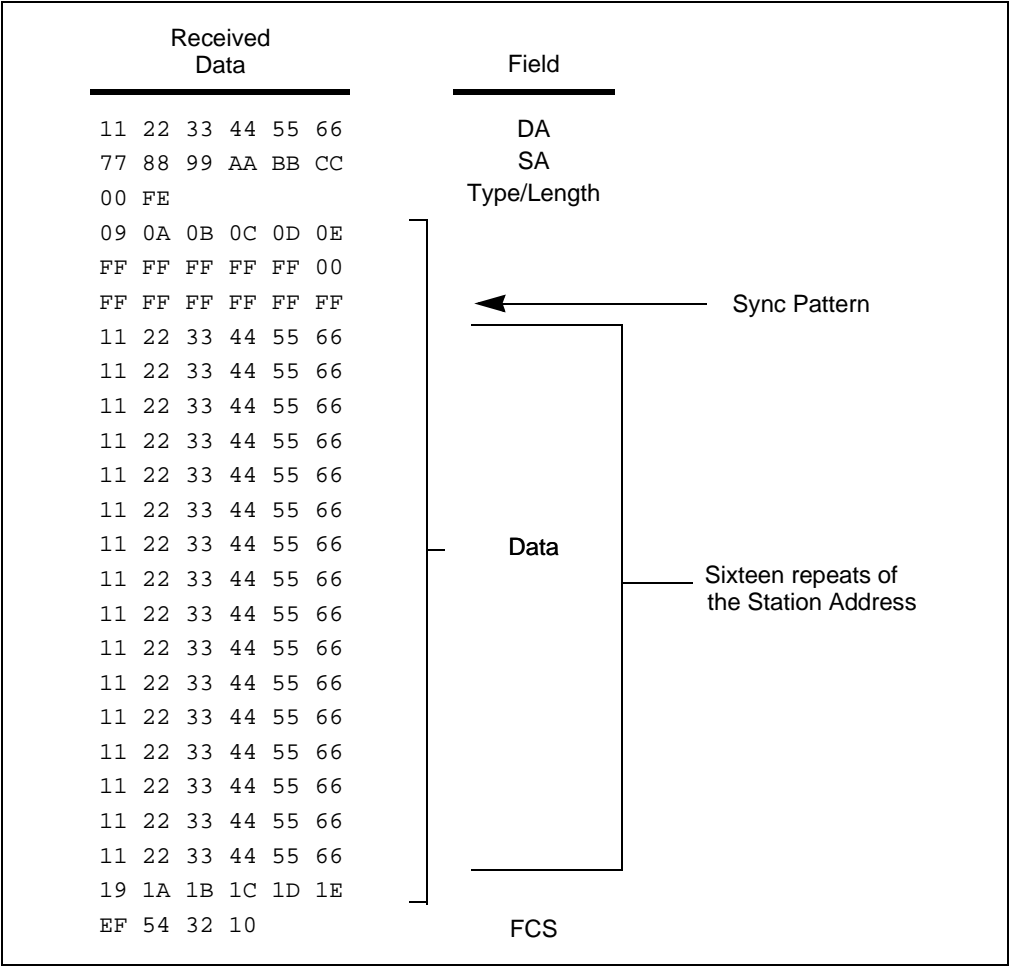 Received
Data
Field
11 22 33 44 55 66
DA
77 88 99 AA BB CC
SA
00 FE
Type/Length
09 0A 0B 0C 0D 0E
FF FF FF FF FF 00
FF FF FF FF FF FF
Sync Pattern
11 22 33 44 55 66
11 22 33 44 55 66
11 22 33 44 55 66
11 22 33 44 55 66
11 22 33 44 55 66
11 22 33 44 55 66
11 22 33 44 55 66
Data
11 22 33 44 55 66
Sixteen repeats of
the Station Address
11 22 33 44 55 66
11 22 33 44 55 66
11 22 33 44 55 66
11 22 33 44 55 66
11 22 33 44 55 66
11 22 33 44 55 66
11 22 33 44 55 66
11 22 33 44 55 66
19 1A 1B 1C 1D 1E
EF 54 32 10
FCS